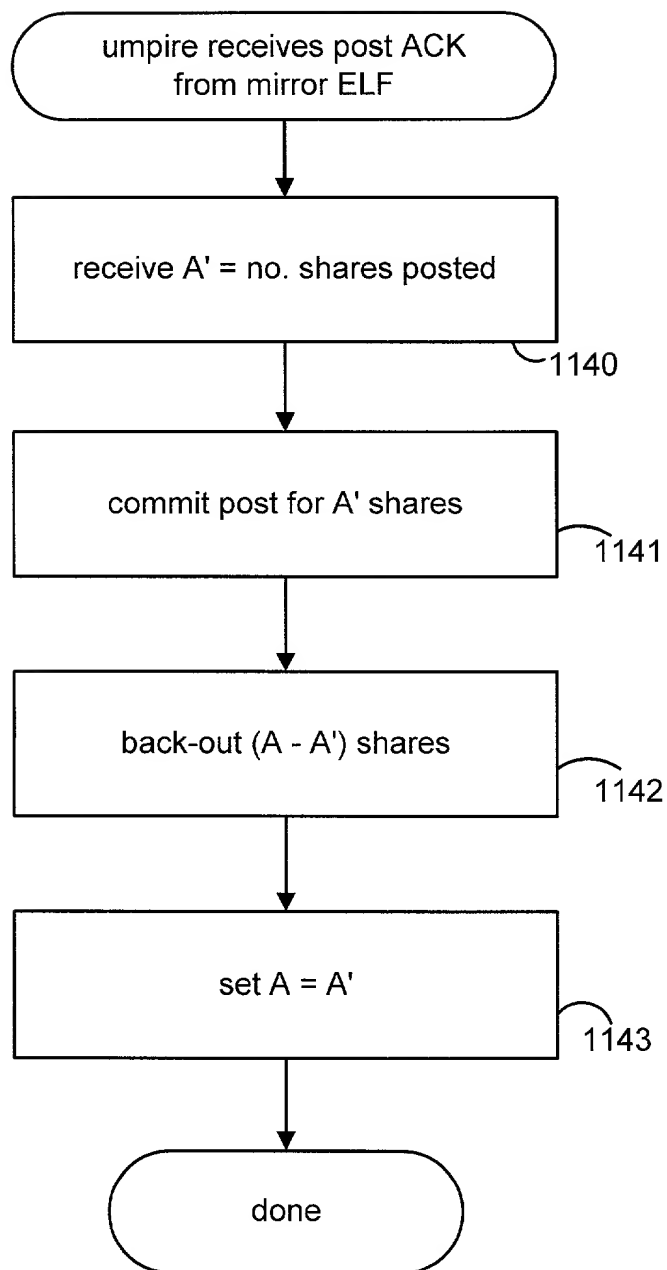 umpire receives post ACK
from mirror ELF
receive A' = no. shares posted
1140
commit post for A' shares
1141
back-out (A - A') shares
1142
set A = A'
1143
done